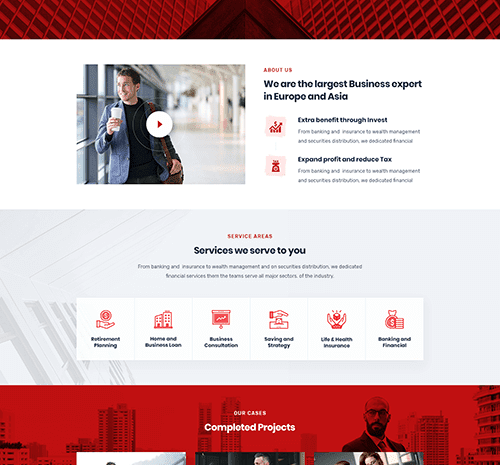 ABOUT US
We are the largest Business expert
in Europe and Asia
Extra benefit through Invest
From banking and insurance to wealth management
and securities distribution, we dedicated financial
Expand profit and reduce Tax
From banking and insurance to wealth management
and securities distribution, we dedicated financial
SERVICE AREAS
Services we serve to you
From banking and insurance to wealth management and on securities distribution, we dedicated
financial services them the teams serve all major sectors, of the industry.
Retirement
Planning
Home and
Business Loan
Business
Consultation
Saving and
Strategy
Life & Health
Insurance
Banking and
Financial
OUR CASES
Completed Projects